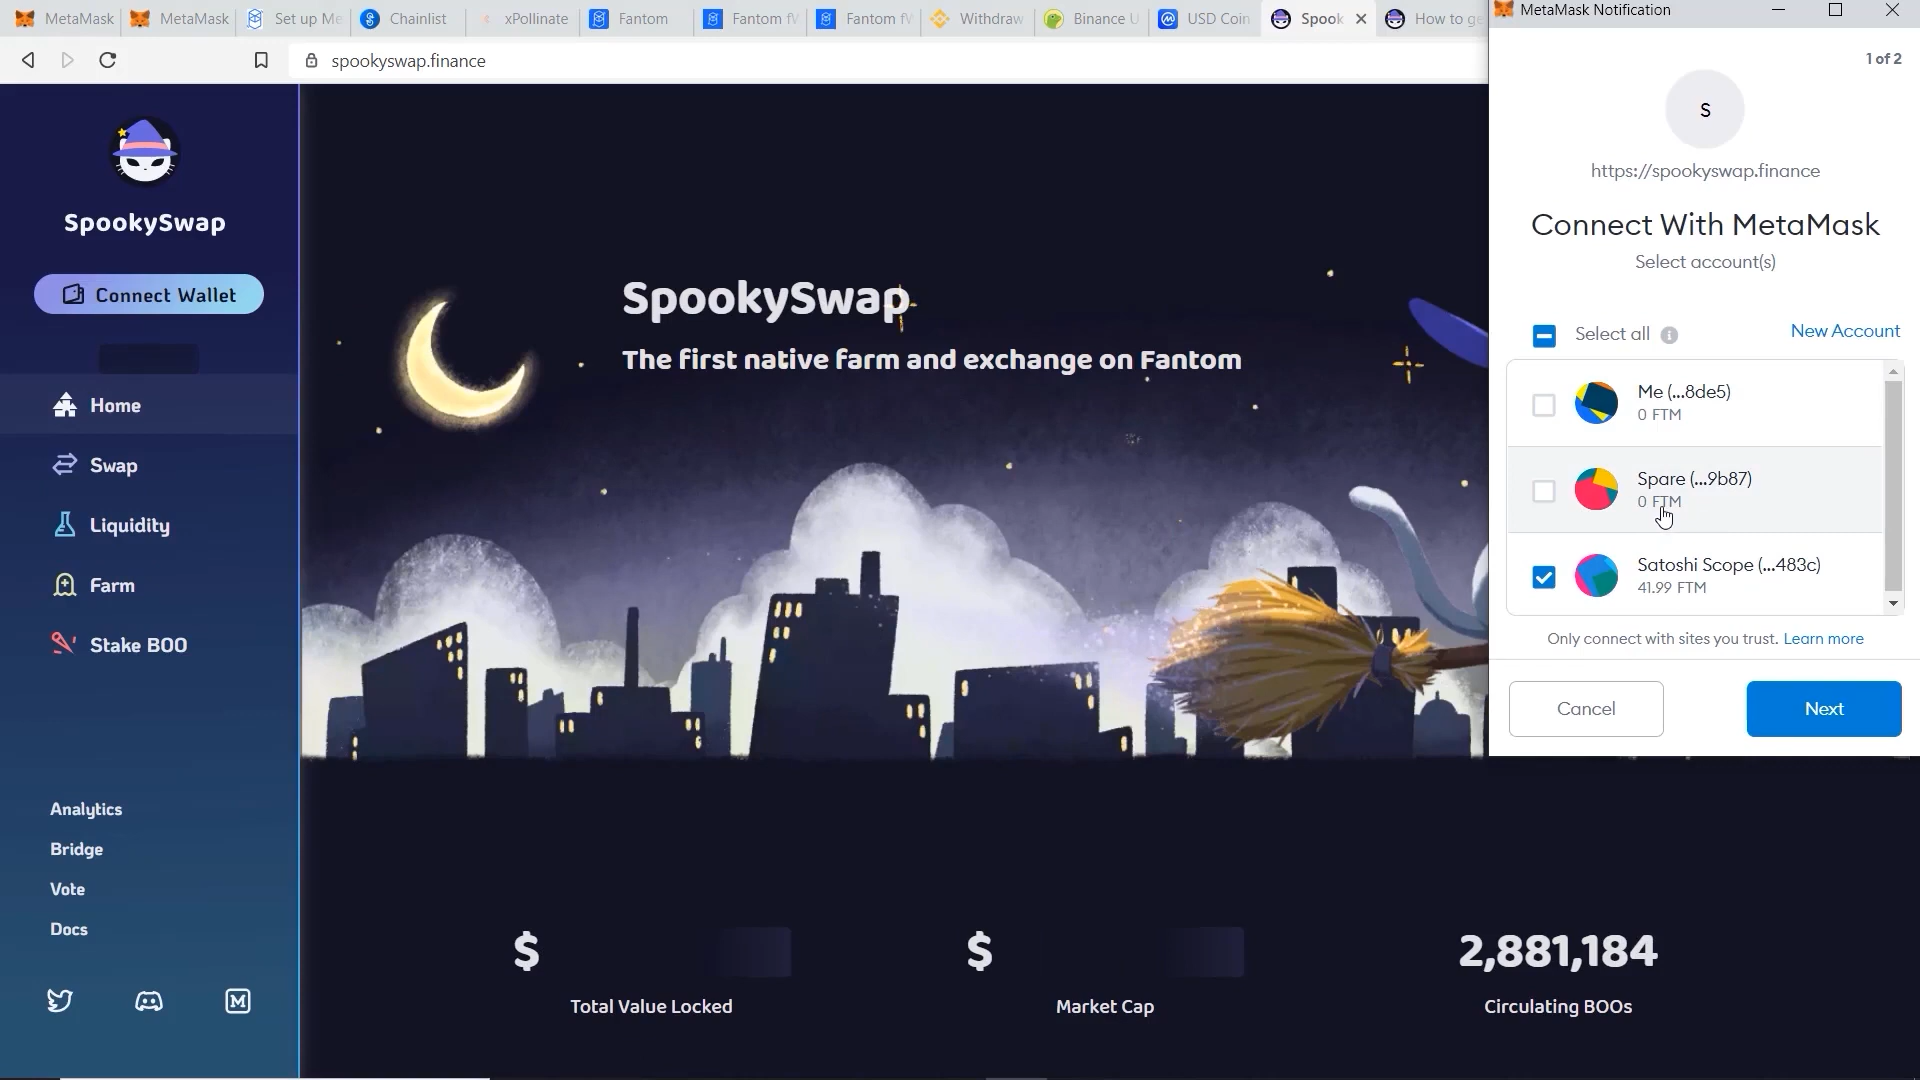 MetaMask
MetaMask
Set up Me
Chainlist
xPollinate
Fantom
Fantom fW
Fantom fW
Withdraw
Binance U
USD Coin
Spook
How to ge
spookyswap.finance
SpookySwap
Connect Wallet
Home
Swap
Liquidity
Farm
Stake BOO
Analytics
Bridge
Vote
Docs
SpookySwap
The first native farm and exchange on Fantom
$
Total Value Locked
$
Market Cap
2,881,184
Circulating BOOs
MetaMask Notification
1 of 2
S
https://spookyswap.finance
Connect With MetaMask
Select account(s)
Select all
New Account
Me (...8de5)
0 FTM
Spare (...9b87)
0 FTM
Satoshi Scope (...483c)
41.99 FTM
Only connect with sites you trust. Learn more
Cancel
Next